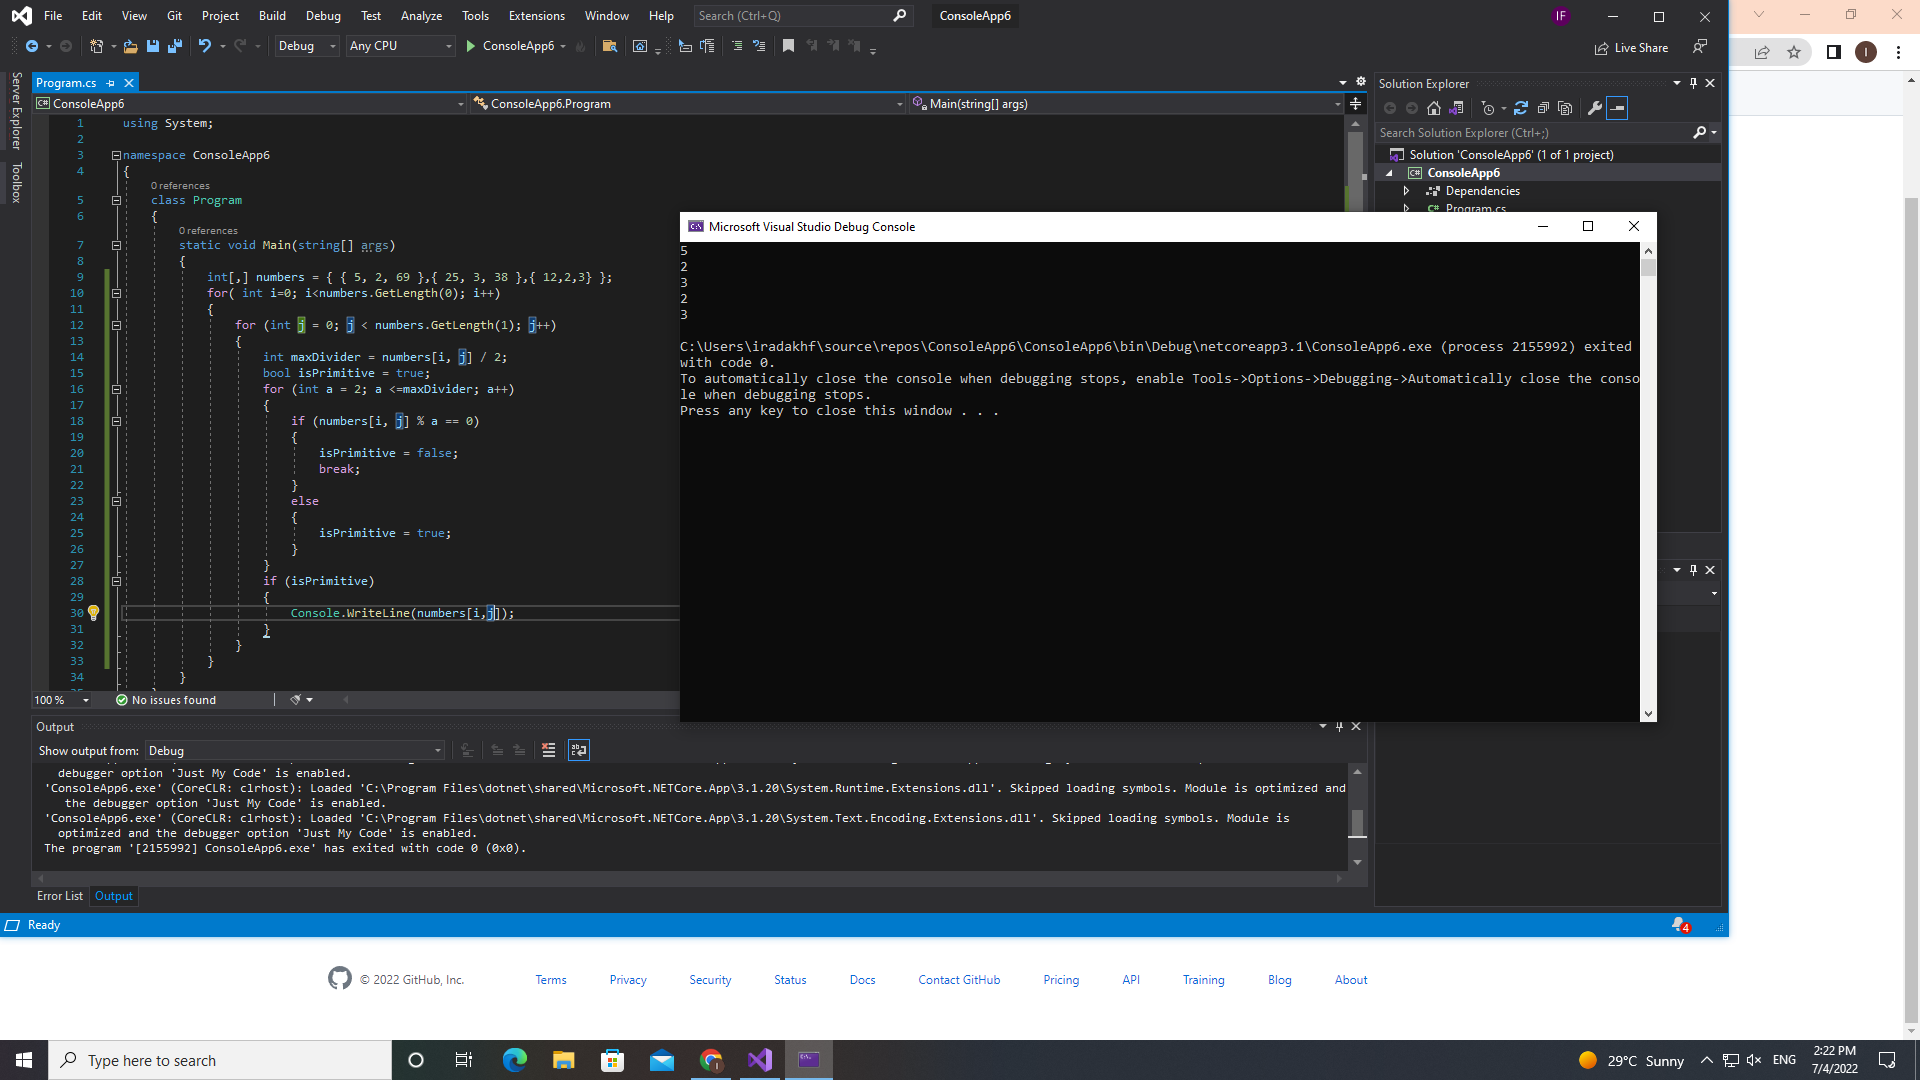 File Edit View Git Project Build Debug Test Analyze Tools Extensions Window Help Search (Ctrl+Q) ConsoleApp6 IF
Debug Any CPU ConsoleApp6 Live Share
Server Explorer
Toolbox
Program.cs
ConsoleApp6 ConsoleApp6.Program Main(string[] args)
1 using System;
2
3 namespace ConsoleApp6
4 {
0 references
5 class Program
6 {
0 references
7 static void Main(string[] args)
8 {
9 int[,] numbers = { { 5, 2, 69 },{ 25, 3, 38 },{ 12,2,3} };
10 for( int i=0; i<numbers.GetLength(0); i++)
11 {
12 for (int j = 0; j < numbers.GetLength(1); j++)
13 {
14 int maxDivider = numbers[i, j] / 2;
15 bool isPrimitive = true;
16 for (int a = 2; a <=maxDivider; a++)
17 {
18 if (numbers[i, j] % a == 0)
19 {
20 isPrimitive = false;
21 break;
22 }
23 else
24 {
25 isPrimitive = true;
26 }
27 }
28 if (isPrimitive)
29 {
30 Console.WriteLine(numbers[i,j]);
31 }
32 }
33 }
34 }
100 % No issues found
Solution Explorer
Search Solution Explorer (Ctrl+;)
Solution 'ConsoleApp6' (1 of 1 project)
C# ConsoleApp6
Dependencies
C# Program.cs
Microsoft Visual Studio Debug Console
5
2
3
2
3
C:\Users\iradakhf\source\repos\ConsoleApp6\ConsoleApp6\bin\Debug\netcoreapp3.1\ConsoleApp6.exe (process 2155992) exited
with code 0.
To automatically close the console when debugging stops, enable Tools->Options->Debugging->Automatically close the conso
le when debugging stops.
Press any key to close this window . . .
Output
Show output from: Debug
debugger option 'Just My Code' is enabled.
'ConsoleApp6.exe' (CoreCLR: clrhost): Loaded 'C:\Program Files\dotnet\shared\Microsoft.NETCore.App\3.1.20\System.Runtime.Extensions.dll'. Skipped loading symbols. Module is optimized and
the debugger option 'Just My Code' is enabled.
'ConsoleApp6.exe' (CoreCLR: clrhost): Loaded 'C:\Program Files\dotnet\shared\Microsoft.NETCore.App\3.1.20\System.Text.Encoding.Extensions.dll'. Skipped loading symbols. Module is
optimized and the debugger option 'Just My Code' is enabled.
The program '[2155992] ConsoleApp6.exe' has exited with code 0 (0x0).
Error List Output
Ready 4
© 2022 GitHub, Inc. Terms Privacy Security Status Docs Contact GitHub Pricing API Training Blog About
Type here to search 29°C Sunny ENG 2:22 PM
7/4/2022